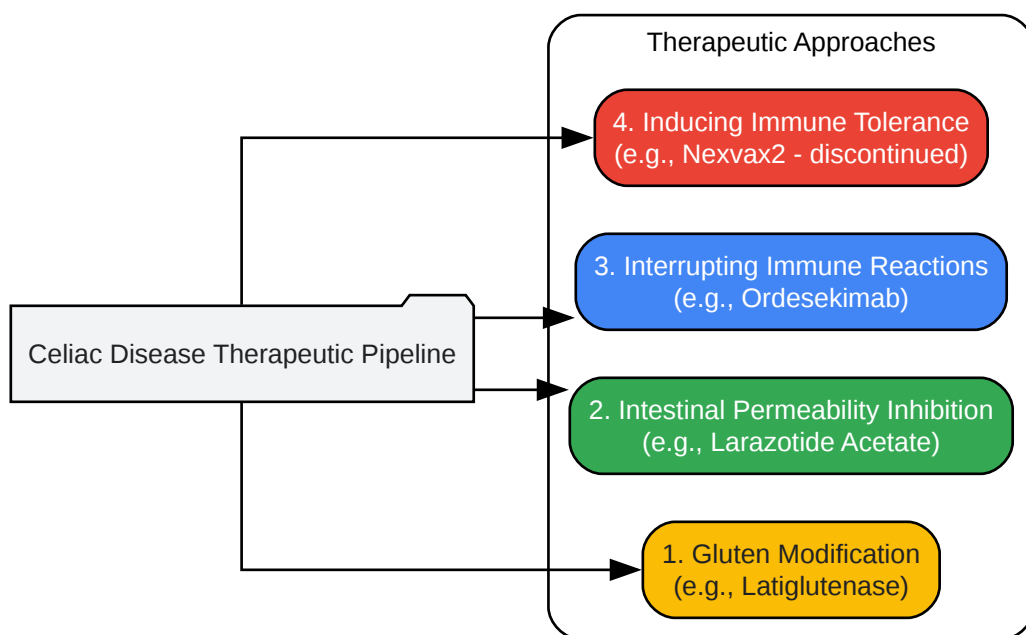 Therapeutic Approaches
4. Inducing Immune Tolerance
(e.g., Nexvax2 - discontinued)
3. Interrupting Immune Reactions
(e.g., Ordesekimab)
Celiac Disease Therapeutic Pipeline
2. Intestinal Permeability Inhibition
(e.g., Larazotide Acetate)
1. Gluten Modification
(e.g., Latiglutenase)